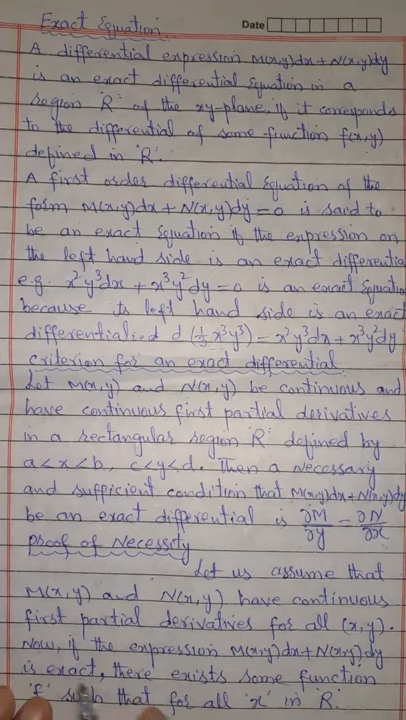 Exact Equation.
Date
A differential expression M(x,y)dx + N(x,y)dy
is an exact differential Equation in a
region 'R' of the xy-plane, if it corresponds
to the differential of some function f(x,y)
defined in 'R'.
A first order differential Equation of the
form M(x,y)dx + N(x,y)dy = 0 is said to
be an exact Equation if the expression on
the left hand side is an exact differentia
e.g. x²y³dx + x³y²dy = 0 is an exact Equatio
because its left hand side is an exact
differential i.e d(⅓x³y³) = x²y³dx + x³y²dy
Criterion for an exact differential.
Let M(x,y) and N(x,y) be continuous and
have continuous first partial derivatives
in a rectangular region 'R' defined by
a<x<b, c<y<d. Then a Necessary
and sufficient condition that M(x,y)dx + N(x,y)dy
be an exact differential is ∂M/∂y = ∂N/∂x
Proof of Necessity
Let us assume that
M(x,y) and N(x,y) have continuous
first partial derivatives for all (x,y).
Now, if the expression M(x,y)dx + N(x,y)dy
is exact, there exists some function
'f' such that for all 'x' in 'R'.